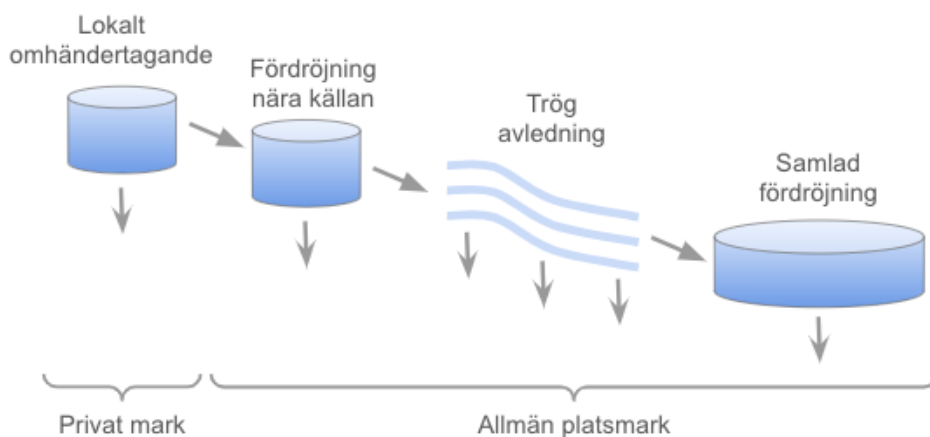 Lokalt
omhändertagande
Fördröjning
nära källan
Trög
avledning
Samlad
fördröjning
Privat mark
Allmän platsmark